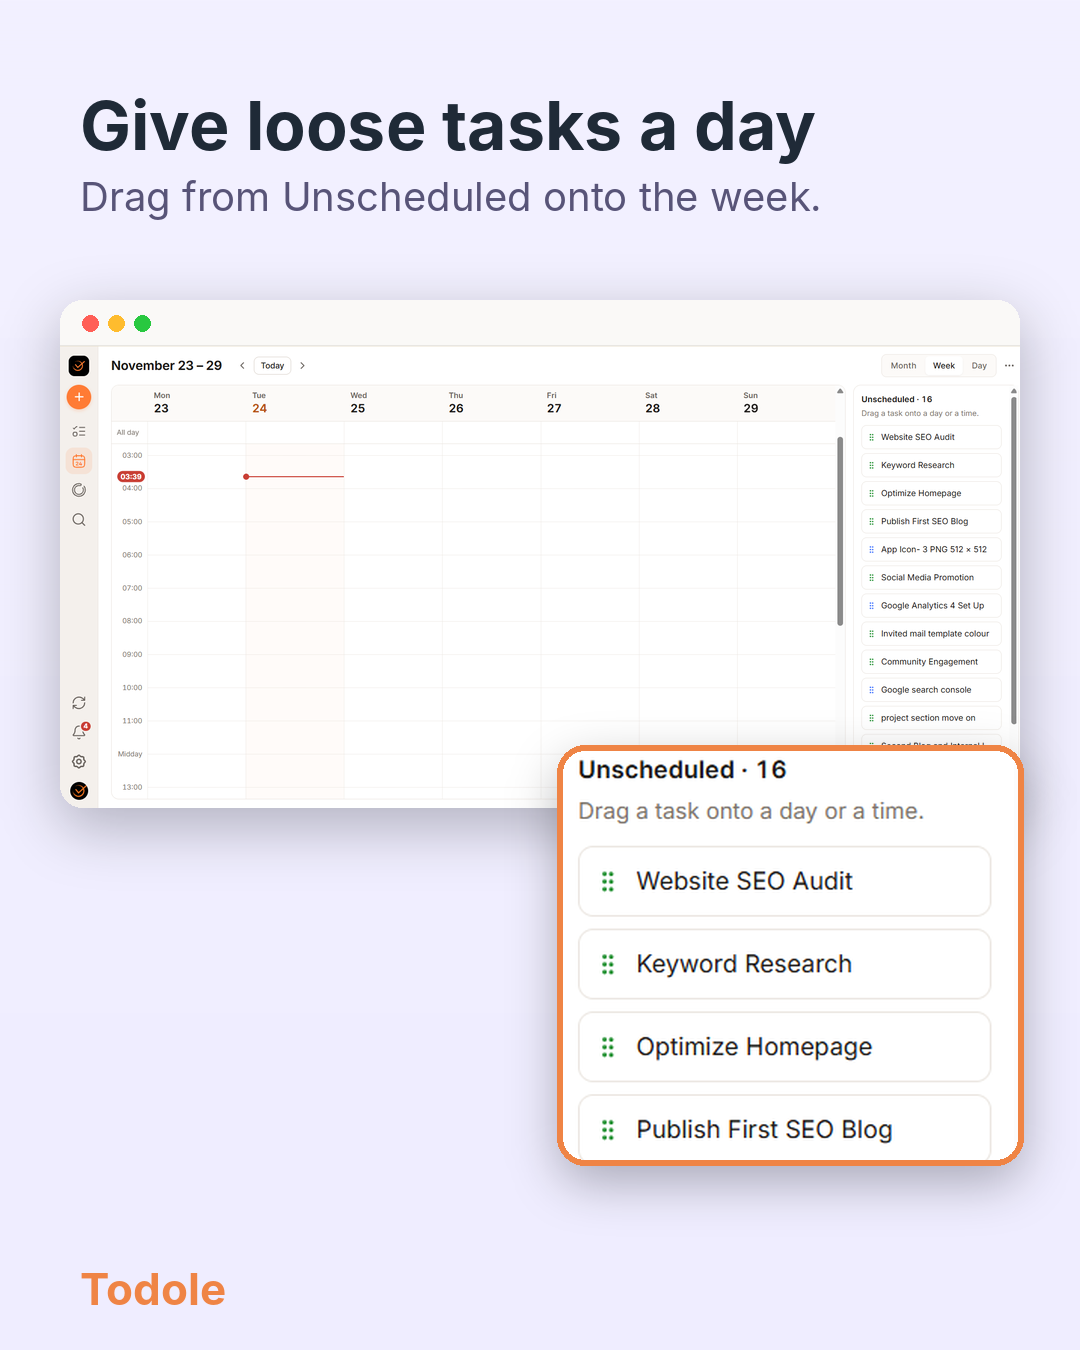 Give loose tasks a day
Drag from Unscheduled onto the week.
November 23 – 29
Today
Month
Week
Day
Mon
23
Tue
24
Wed
25
Thu
26
Fri
27
Sat
28
Sun
29
All day
03:00
03:39
04:00
05:00
06:00
07:00
08:00
09:00
10:00
11:00
Midday
13:00
24
4
Unscheduled · 16
Drag a task onto a day or a time.
Website SEO Audit
Keyword Research
Optimize Homepage
Publish First SEO Blog
App Icon- 3 PNG 512 × 512
Social Media Promotion
Google Analytics 4 Set Up
Invited mail template colour
Community Engagement
Google search console
project section move on
Unscheduled · 16
Drag a task onto a day or a time.
Website SEO Audit
Keyword Research
Optimize Homepage
Publish First SEO Blog
Todole